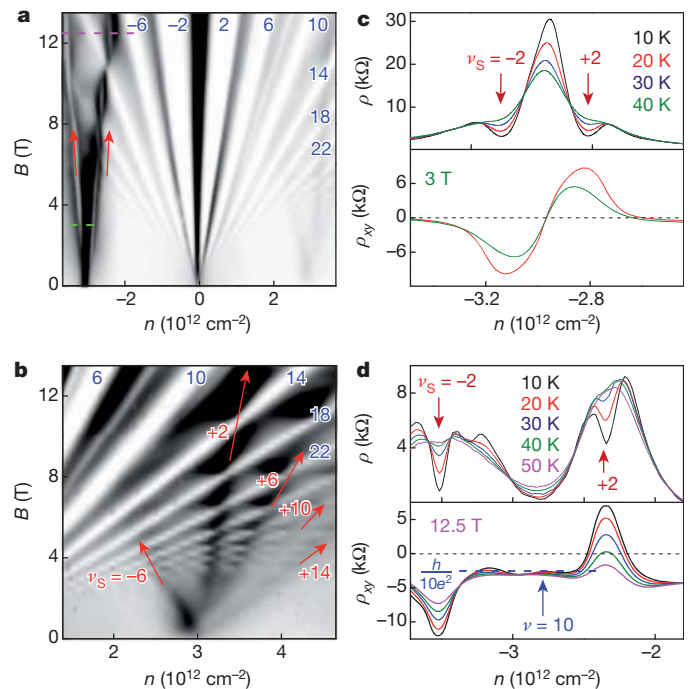 a
−6
−2
2
6
10
14
18
22
12
8
4
0
B (T)
−2
0
2
n (10¹² cm⁻²)
c
νS = −2
+2
10 K
20 K
30 K
40 K
30
20
10
ρ (kΩ)
3 T
6
0
−6
ρxy (kΩ)
−3.2
−2.8
n (10¹² cm⁻²)
b
6
10
14
18
22
+2
+6
+10
+14
νS = −6
12
8
4
0
B (T)
2
3
4
n (10¹² cm⁻²)
d
νS = −2
+2
10 K
20 K
30 K
40 K
50 K
8
4
ρ (kΩ)
12.5 T
h
10e²
ν = 10
5
0
−5
−10
ρxy (kΩ)
−3
−2
n (10¹² cm⁻²)